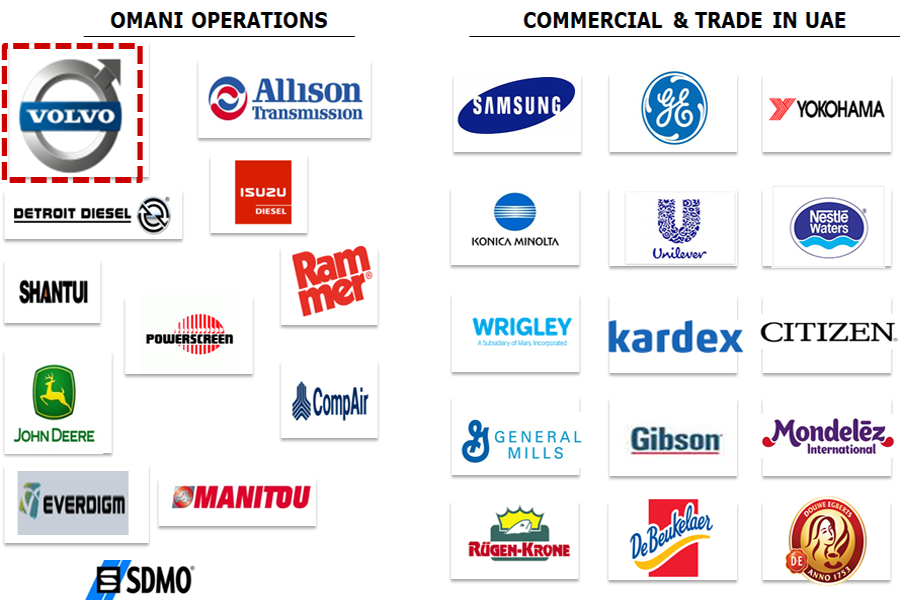 OMANI OPERATIONS
VOLVO
Allison
Transmission
DETROIT DIESEL
ISUZU
DIESEL
SHANTUI
Ram
mer®
POWERSCREEN
JOHN DEERE
CompAir
EVERDIGM
MANITOU
SDMO®
COMMERCIAL & TRADE IN UAE
SAMSUNG
GE
YOKOHAMA
KONICA MINOLTA
Unilever
Nestlé
Waters®
WRIGLEY
A Subsidiary of Mars, Incorporated
kardex
CITIZEN®
GENERAL
MILLS
Gibson
Mondelēz
International
RÜGEN-KRONE
DeBeukelaer
DOUWE EGBERTS
D·E
ANNO 1753